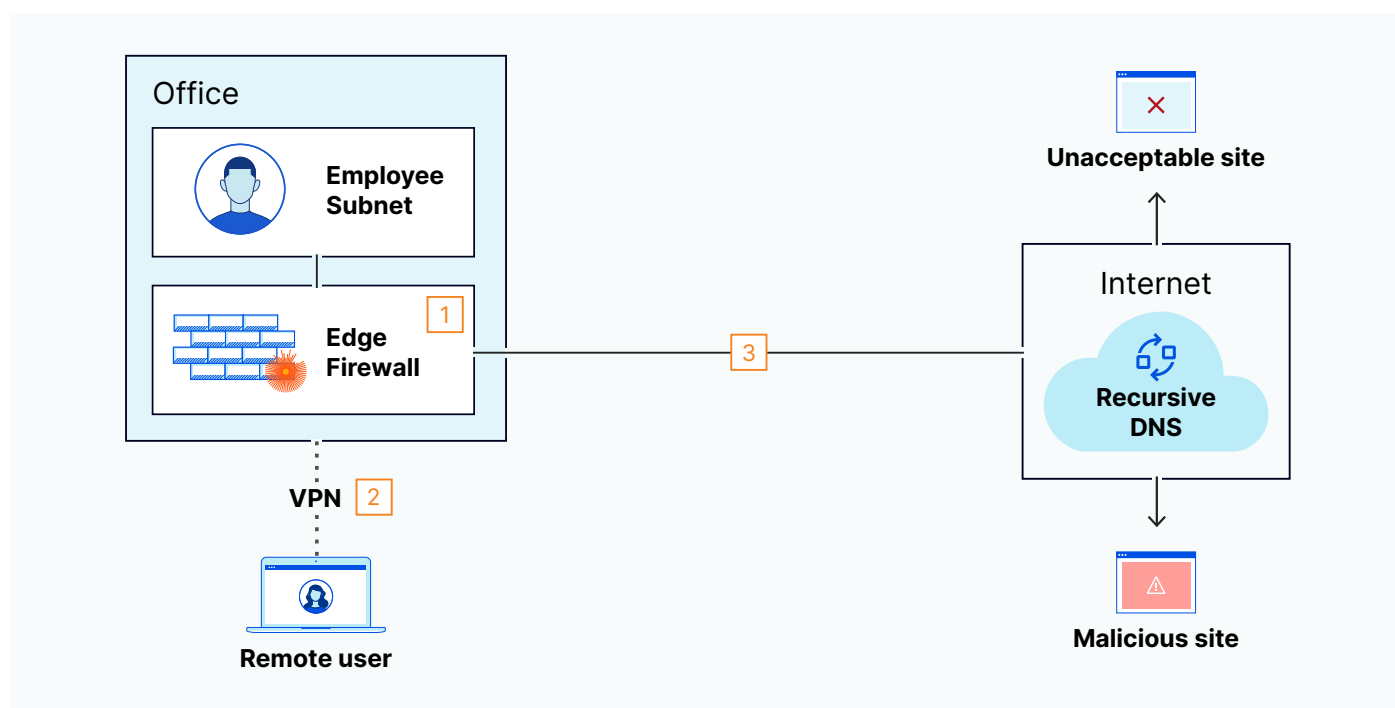 Office
Employee
Subnet
1
Edge
Firewall
VPN
2
Remote user
3
Unacceptable site
Internet
Recursive
DNS
Malicious site